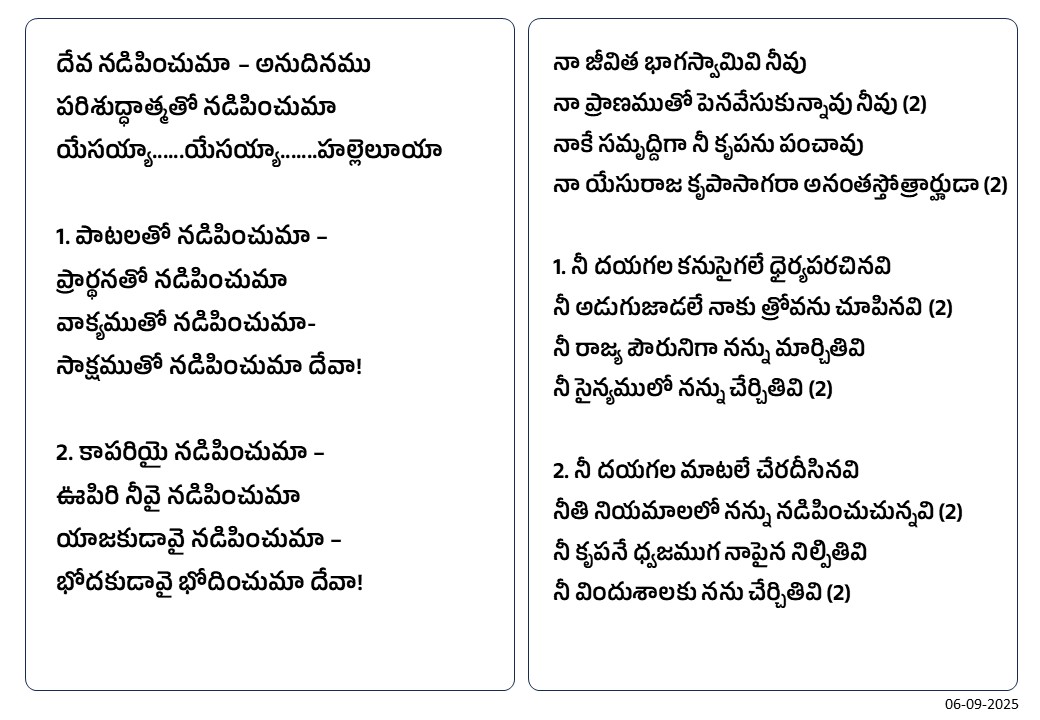 దేవ నడిపించుమా – అనుదినము
పరిశుద్ధాత్మతో నడిపించుమా
యేసయ్యా......యేసయ్యా.......హల్లెలూయా
1. పాటలతో నడిపించుమా –
ప్రార్థనతో నడిపించుమా
వాక్యముతో నడిపించుమా-
సాక్షముతో నడిపించుమా దేవా!
2. కాపరియై నడిపించుమా –
ఊపిరి నీవై నడిపించుమా
యాజకుడావై నడిపించుమా –
భోదకుడావై భోదించుమా దేవా!
నా జీవిత భాగస్వామివి నీవు
నా ప్రాణముతో పెనవేసుకున్నావు నీవు (2)
నాకే సమృద్దిగా నీ కృపను పంచావు
నా యేసురాజ కృపాసాగరా అనంతస్తోత్రార్హుడా (2)
1. నీ దయగల కనుసైగలే ధైర్యపరచినవి
నీ అడుగుజాడలే నాకు త్రోవను చూపినవి (2)
నీ రాజ్య పౌరునిగా నన్ను మార్చితివి
నీ సైన్యములో నన్ను చేర్చితివి (2)
2. నీ దయగల మాటలే చేరదీసినవి
నీతి నియమాలలో నన్ను నడిపించుచున్నవి (2)
నీ కృపనే ధ్వజముగ నాపైన నిల్పితివి
నీ విందుశాలకు నను చేర్చితివి (2)
06-09-2025